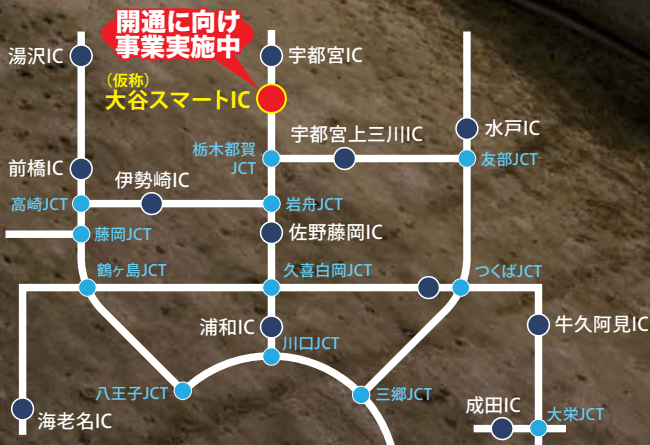 開通に向け
事業実施中
湯沢IC
宇都宮IC
（仮称）
大谷スマートIC
宇都宮上三川IC
水戸IC
栃木都賀
JCT
友部JCT
前橋IC
伊勢崎IC
高崎JCT
岩舟JCT
藤岡JCT
佐野藤岡IC
鶴ヶ島JCT
久喜白岡JCT
つくばJCT
浦和IC
川口JCT
牛久阿見IC
八王子JCT
三郷JCT
成田IC
大栄JCT
海老名IC